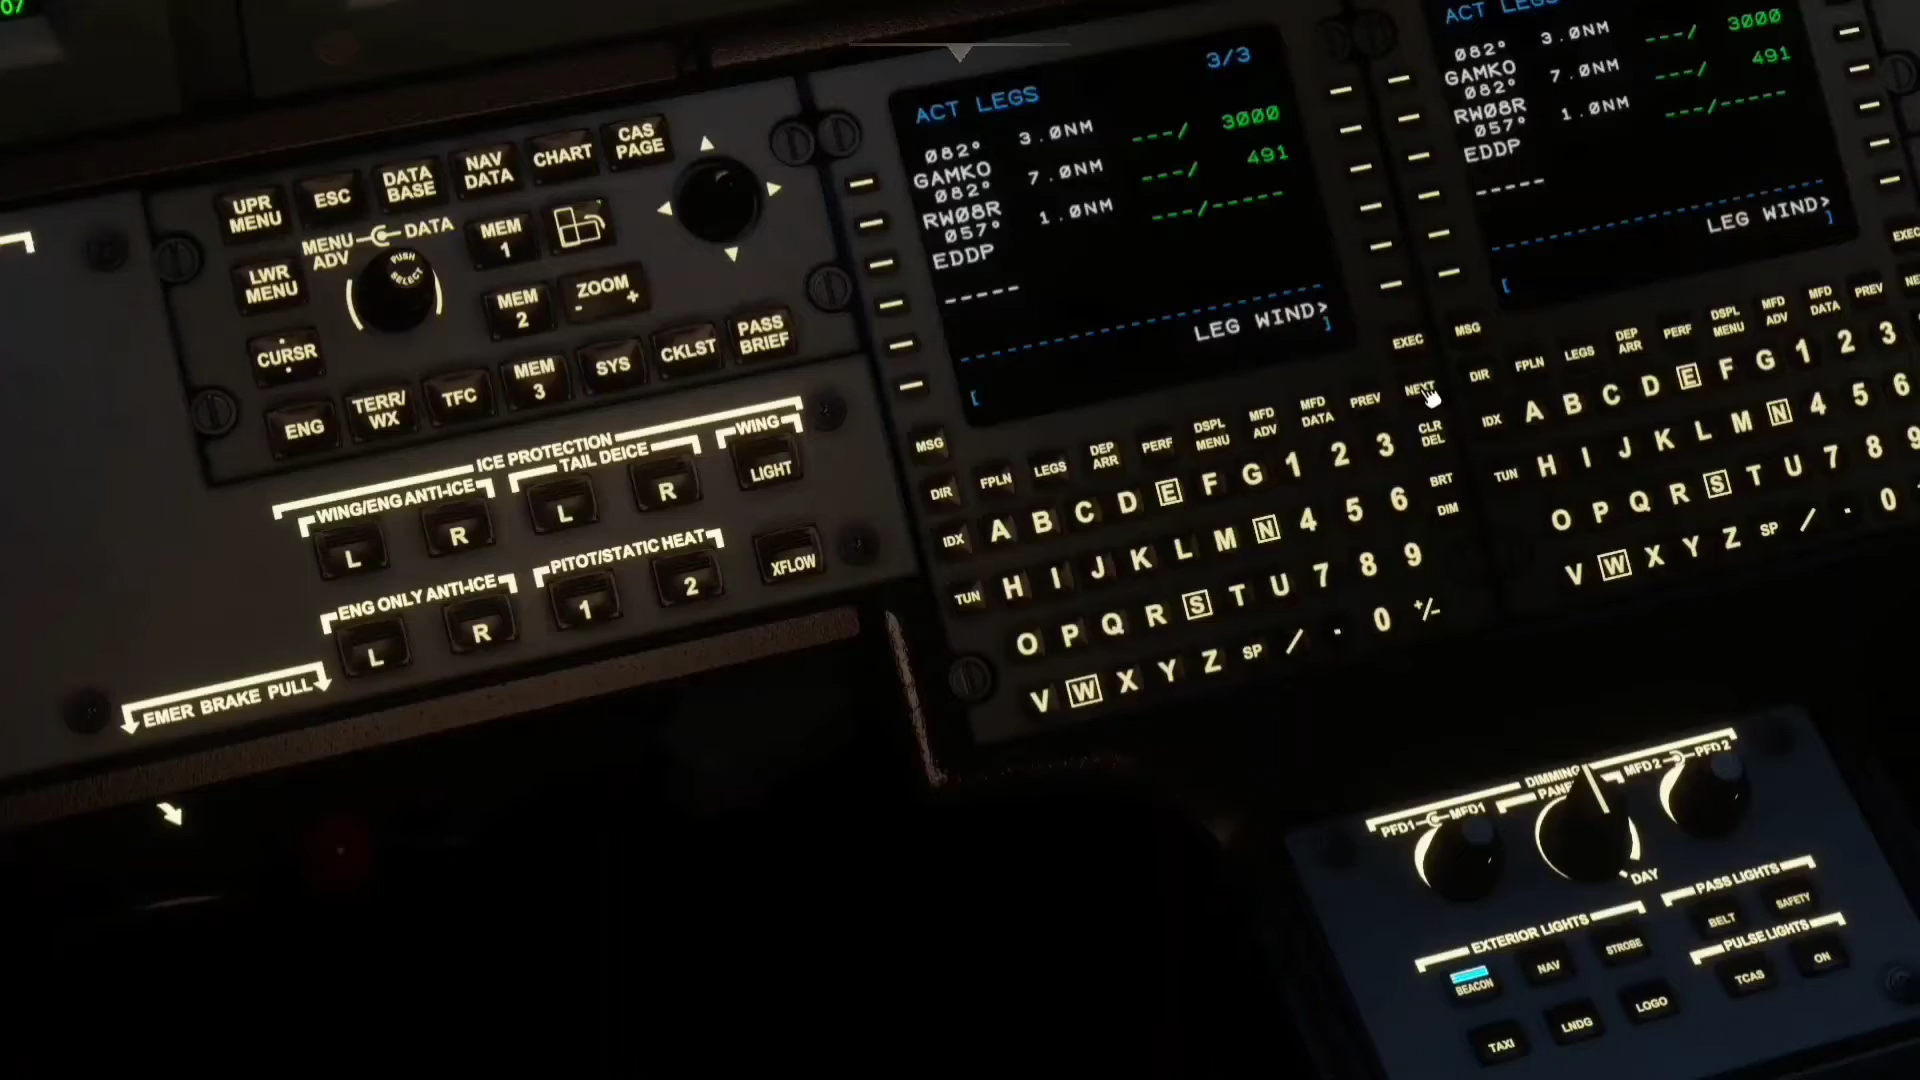 07
UPR MENU
ESC
DATA BASE
NAV DATA
CHART
CAS PAGE
MENU ADV
DATA
PUSH SELECT
MEM 1
LWR MENU
MEM 2
ZOOM
- +
CURSR
ENG
TERR/ WX
TFC
MEM 3
SYS
CKLST
PASS BRIEF
ICE PROTECTION
WING/ENG ANTI-ICE
TAIL DEICE
WING
L
R
L
R
LIGHT
ENG ONLY ANTI-ICE
PITOT/STATIC HEAT
L
R
1
2
XFLOW
EMER BRAKE PULL
ACT LEGS 3/3
082° 3.0NM
GAMKO ---/ 3000
082° 7.0NM
RW08R ---/ 491
057° 1.0NM
EDDP ---/-----
-----
LEG WIND>
[ ]
EXEC
MSG
DIR FPLN LEGS DEP ARR PERF DSPL MENU MFD ADV MFD DATA PREV NEXT
IDX A B C D E F G 1 2 3 CLR DEL
TUN H I J K L M N 4 5 6 BRT DIM
O P Q R S T U 7 8 9
V W X Y Z SP / . 0 +/-
ACT LEGS
082° 3.0NM
GAMKO ---/ 3000
082° 7.0NM
RW08R ---/ 491
057° 1.0NM
EDDP ---/-----
-----
LEG WIND>
[ ]
EXEC
MSG
DIR FPLN LEGS DEP ARR PERF DSPL MENU MFD ADV MFD DATA PREV
IDX A B C D E F G 1 2 3
TUN H I J K L M N 4 5 6
O P Q R S T U 7 8 9
V W X Y Z SP / . 0
DIMMING
PFD1 MFD1
MFD2 PFD2
DAY
PASS LIGHTS
BELT
SAFETY
EXTERIOR LIGHTS
PULSE LIGHTS
BEACON
NAV
STROBE
TCAS
ON
TAXI
LNDG
LOGO